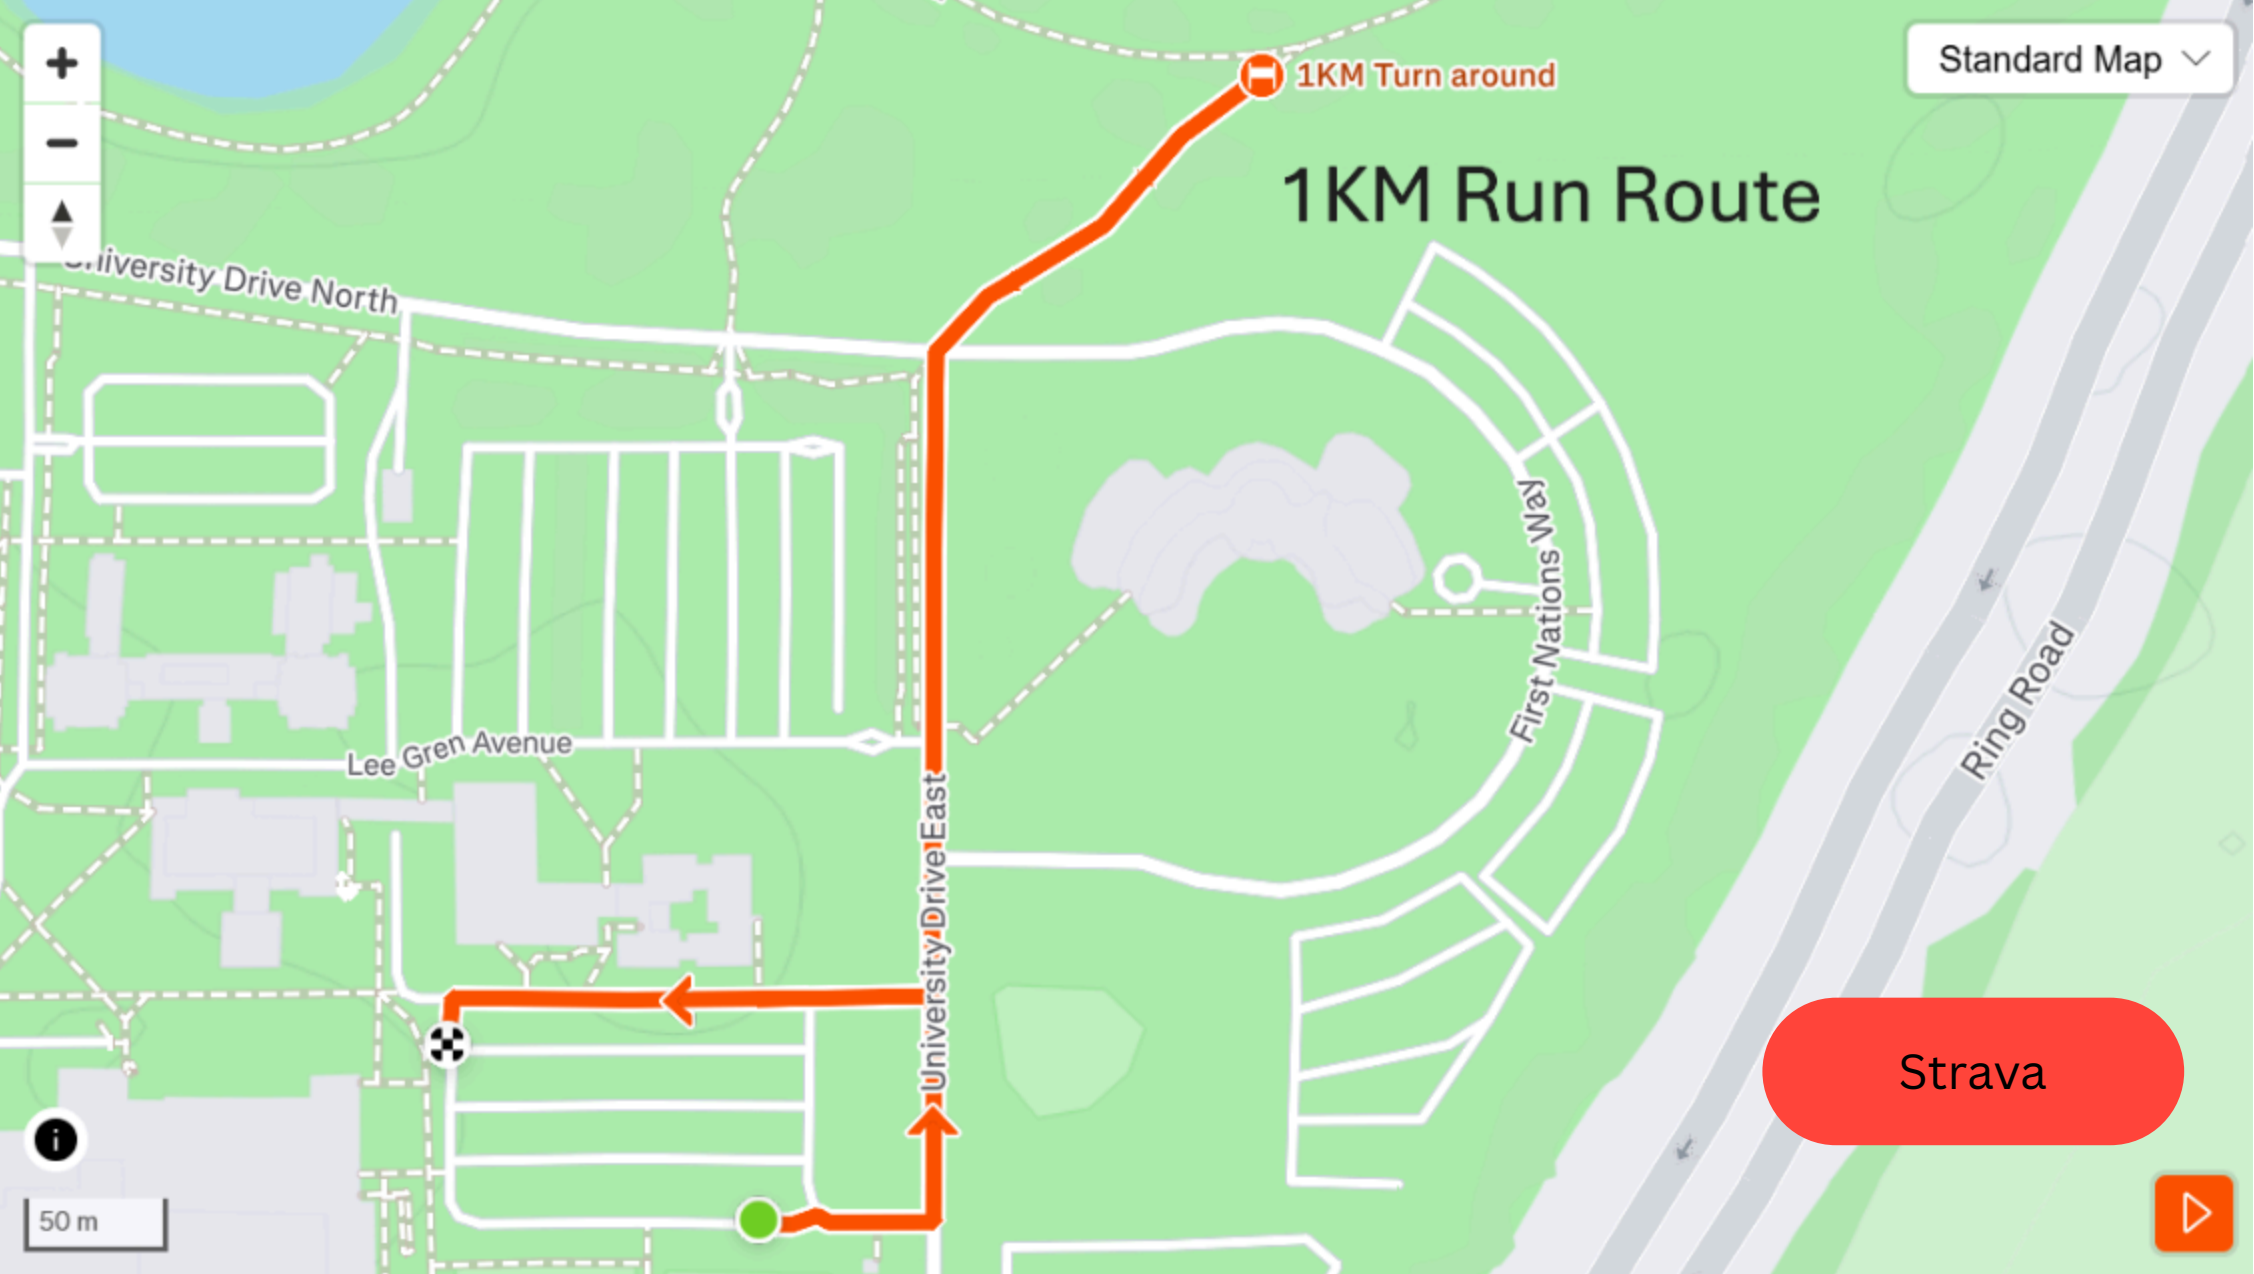 +
Standard Map
1KM Turn around
−
1KM Run Route
University Drive North
First Nations Way
Ring Road
Lee Gren Avenue
University Drive East
Strava
i
50 m